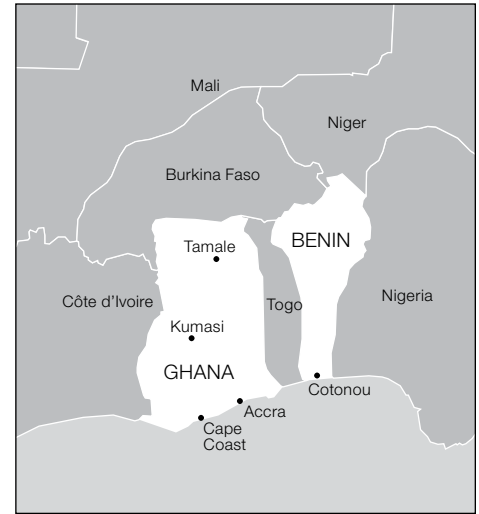 Mali
Niger
Burkina Faso
BENIN
Tamale
Côte d'Ivoire
Togo
Nigeria
Kumasi
GHANA
Cotonou
Accra
Cape
Coast